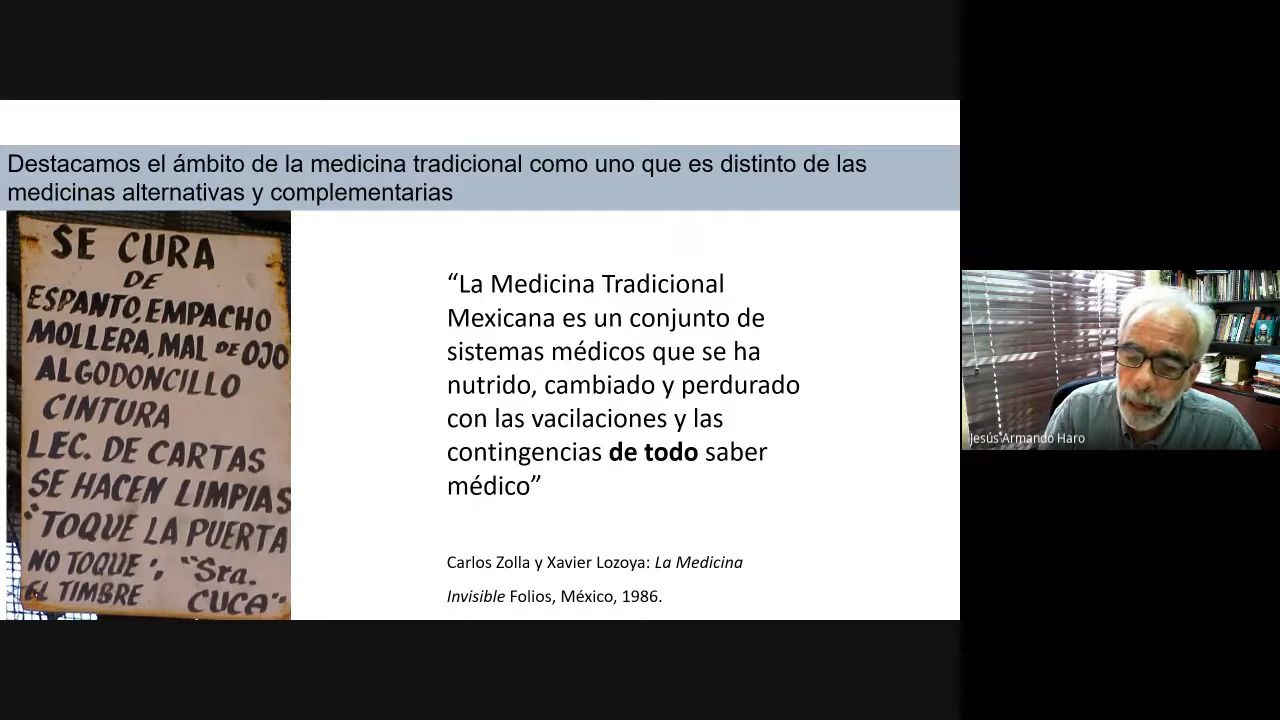 Destacamos el ámbito de la medicina tradicional como uno que es distinto de las
medicinas alternativas y complementarias
SE CURA
DE
ESPANTO, EMPACHO
MOLLERA, MAL DE OJO
ALGODONCILLO
CINTURA
LEC. DE CARTAS
SE HACEN LIMPIAS
"TOQUE LA PUERTA
NO TOQUE", "Sra.
EL TIMBRE CUCA"
“La Medicina Tradicional
Mexicana es un conjunto de
sistemas médicos que se ha
nutrido, cambiado y perdurado
con las vacilaciones y las
contingencias de todo saber
médico”
Carlos Zolla y Xavier Lozoya: La Medicina
Invisible Folios, México, 1986.
Jesús Armando Haro